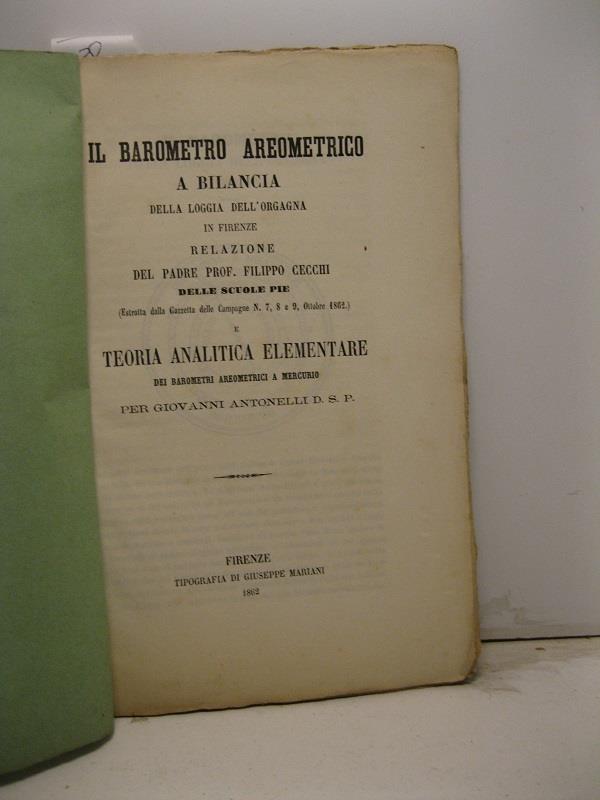 IL BAROMETRO AREOMETRICO
A BILANCIA
DELLA LOGGIA DELL'ORGAGNA
IN FIRENZE
RELAZIONE
DEL PADRE PROF. FILIPPO CECCHI
DELLE SCUOLE PIE
(Estratta dalla Gazzetta delle Campagne N. 7, 8 e 9, Ottobre 1862.)
E
TEORIA ANALITICA ELEMENTARE
DEI BAROMETRI AREOMETRICI A MERCURIO
PER GIOVANNI ANTONELLI D. S. P.
FIRENZE
TIPOGRAFIA DI GIUSEPPE MARIANI
1862